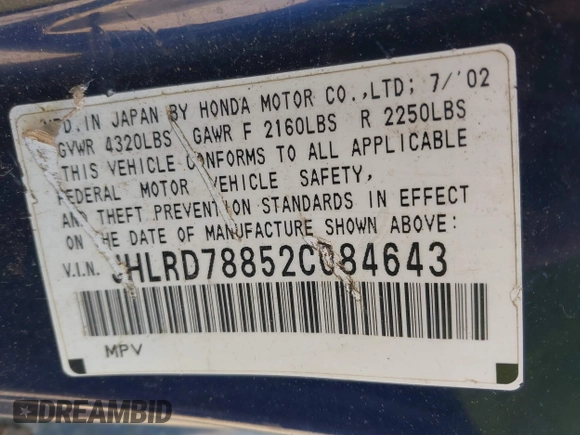 MFD. IN JAPAN BY HONDA MOTOR CO.,LTD; 7/'02
GVWR 4320LBS GAWR F 2160LBS R 2250LBS
THIS VEHICLE CONFORMS TO ALL APPLICABLE
FEDERAL MOTOR VEHICLE SAFETY,
AND THEFT PREVENTION STANDARDS IN EFFECT
ON THE DATE OF MANUFACTURE SHOWN ABOVE:
V.I.N. JHLRD78852C084643
MPV
DREAMBID